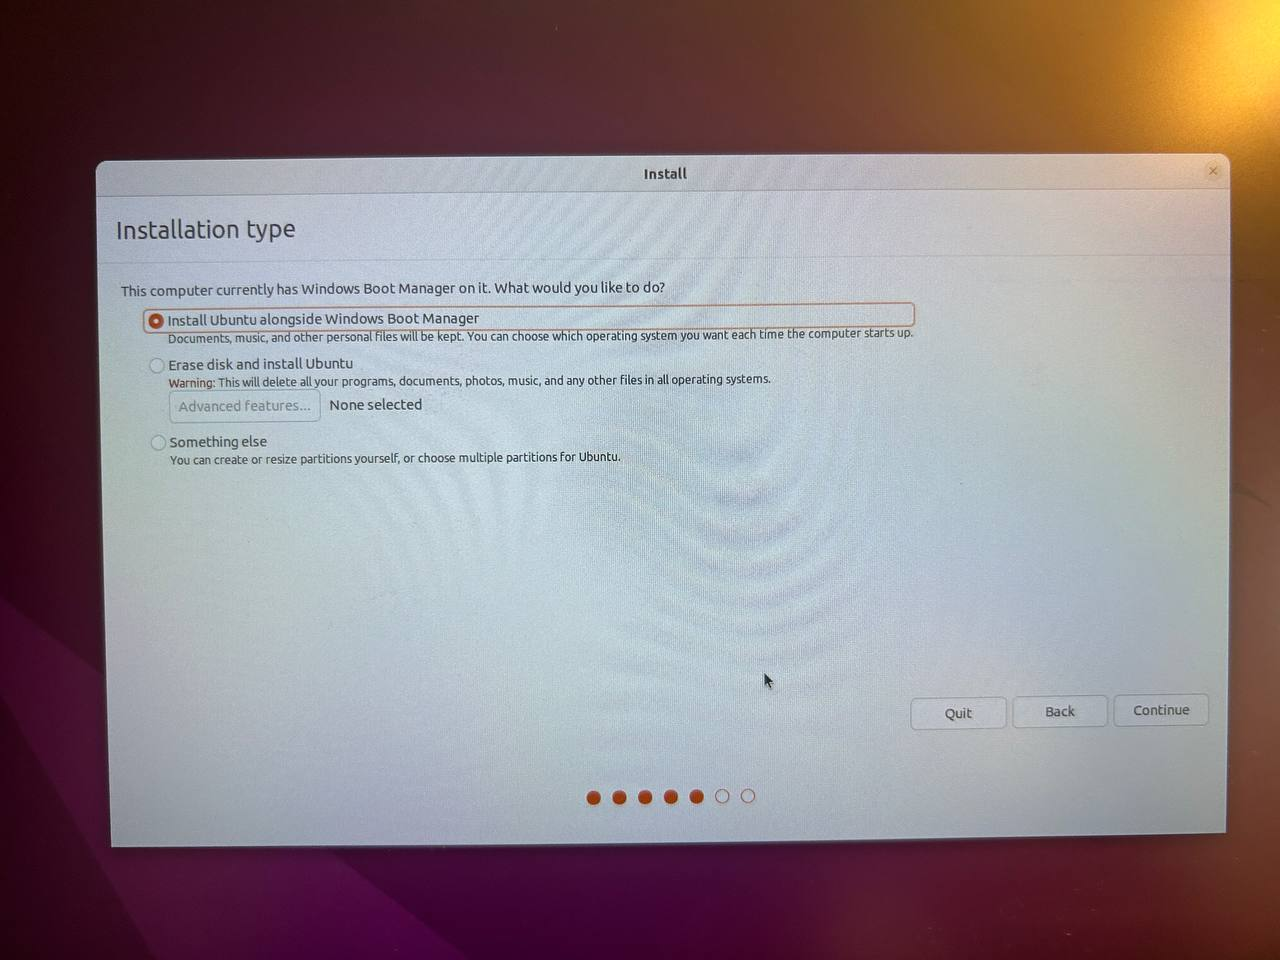 Install
Installation type
This computer currently has Windows Boot Manager on it. What would you like to do?
Install Ubuntu alongside Windows Boot Manager
Documents, music, and other personal files will be kept. You can choose which operating system you want each time the computer starts up.
Erase disk and install Ubuntu
Warning: This will delete all your programs, documents, photos, music, and any other files in all operating systems.
Advanced features... None selected
Something else
You can create or resize partitions yourself, or choose multiple partitions for Ubuntu.
Quit Back Continue